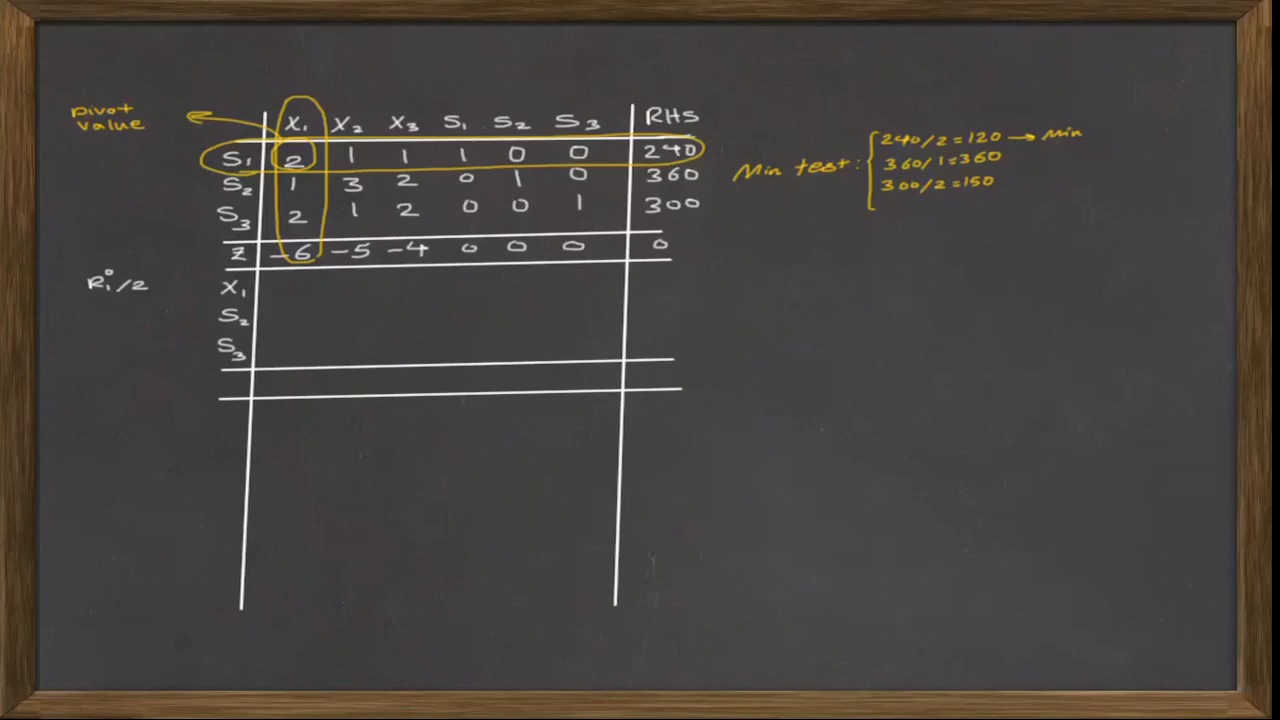 pivot
value
X₁ X₂ X₃ S₁ S₂ S₃ RHS
S₁ 2 1 1 1 0 0 240
S₂ 1 3 2 0 1 0 360
S₃ 2 1 2 0 0 1 300
Z -6 -5 -4 0 0 0 0
Min test: { 240/2=120 → Min
360/1=360
300/2=150
R₁⁰/2 X₁
S₂
S₃